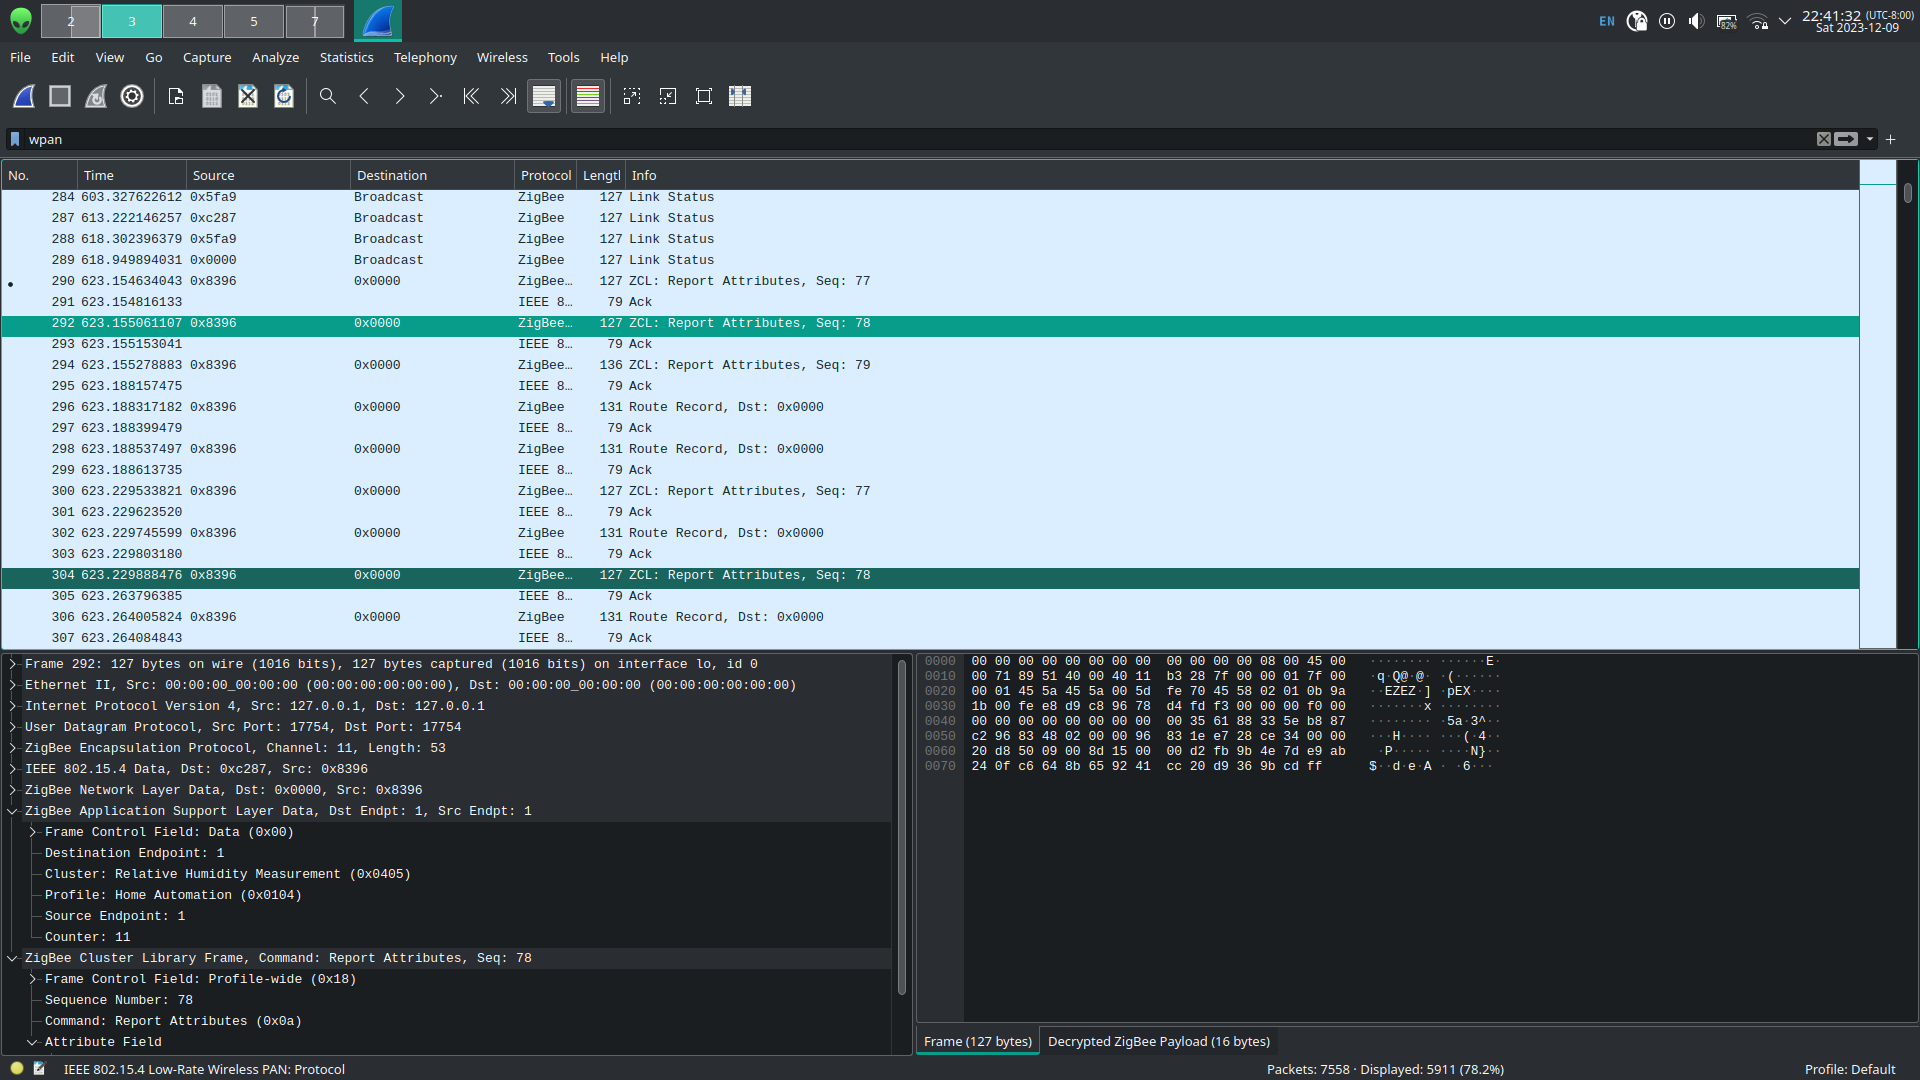 2 3 4 5 7 EN 82% 22:41:32 (UTC-8:00)
Sat 2023-12-09
File Edit View Go Capture Analyze Statistics Telephony Wireless Tools Help
wpan
No. Time Source Destination Protocol Lengtl Info
284 603.327622612 0x5fa9 Broadcast ZigBee 127 Link Status
287 613.222146257 0xc287 Broadcast ZigBee 127 Link Status
288 618.302396379 0x5fa9 Broadcast ZigBee 127 Link Status
289 618.949894031 0x0000 Broadcast ZigBee 127 Link Status
290 623.154634043 0x8396 0x0000 ZigBee… 127 ZCL: Report Attributes, Seq: 77
291 623.154816133 IEEE 8… 79 Ack
292 623.155061107 0x8396 0x0000 ZigBee… 127 ZCL: Report Attributes, Seq: 78
293 623.155153041 IEEE 8… 79 Ack
294 623.155278883 0x8396 0x0000 ZigBee… 136 ZCL: Report Attributes, Seq: 79
295 623.188157475 IEEE 8… 79 Ack
296 623.188317182 0x8396 0x0000 ZigBee 131 Route Record, Dst: 0x0000
297 623.188399479 IEEE 8… 79 Ack
298 623.188537497 0x8396 0x0000 ZigBee 131 Route Record, Dst: 0x0000
299 623.188613735 IEEE 8… 79 Ack
300 623.229533821 0x8396 0x0000 ZigBee… 127 ZCL: Report Attributes, Seq: 77
301 623.229623520 IEEE 8… 79 Ack
302 623.229745599 0x8396 0x0000 ZigBee 131 Route Record, Dst: 0x0000
303 623.229803180 IEEE 8… 79 Ack
304 623.229888476 0x8396 0x0000 ZigBee… 127 ZCL: Report Attributes, Seq: 78
305 623.263796385 IEEE 8… 79 Ack
306 623.264005824 0x8396 0x0000 ZigBee 131 Route Record, Dst: 0x0000
307 623.264084843 IEEE 8… 79 Ack
Frame 292: 127 bytes on wire (1016 bits), 127 bytes captured (1016 bits) on interface lo, id 0
Ethernet II, Src: 00:00:00_00:00:00 (00:00:00:00:00:00), Dst: 00:00:00_00:00:00 (00:00:00:00:00:00)
Internet Protocol Version 4, Src: 127.0.0.1, Dst: 127.0.0.1
User Datagram Protocol, Src Port: 17754, Dst Port: 17754
ZigBee Encapsulation Protocol, Channel: 11, Length: 53
IEEE 802.15.4 Data, Dst: 0xc287, Src: 0x8396
ZigBee Network Layer Data, Dst: 0x0000, Src: 0x8396
ZigBee Application Support Layer Data, Dst Endpt: 1, Src Endpt: 1
Frame Control Field: Data (0x00)
Destination Endpoint: 1
Cluster: Relative Humidity Measurement (0x0405)
Profile: Home Automation (0x0104)
Source Endpoint: 1
Counter: 11
ZigBee Cluster Library Frame, Command: Report Attributes, Seq: 78
Frame Control Field: Profile-wide (0x18)
Sequence Number: 78
Command: Report Attributes (0x0a)
Attribute Field
0000 00 00 00 00 00 00 00 00 00 00 00 00 08 00 45 00 ········ ······E·
0010 00 71 89 51 40 00 40 11 b3 28 7f 00 00 01 7f 00 ·q·Q@·@· ·(······
0020 00 01 45 5a 45 5a 00 5d fe 70 45 58 02 01 0b 9a ··EZEZ·] ·pEX····
0030 1b 00 fe e8 d9 c8 96 78 d4 fd f3 00 00 00 f0 00 ·······x ········
0040 00 00 00 00 00 00 00 00 00 35 61 88 33 5e b8 87 ········ ·5a·3^··
0050 c2 96 83 48 02 00 00 96 83 1e e7 28 ce 34 00 00 ···H···· ···(·4··
0060 20 d8 50 09 00 8d 15 00 00 d2 fb 9b 4e 7d e9 ab ·P····· ····N}··
0070 24 0f c6 64 8b 65 92 41 cc 20 d9 36 9b cd ff $··d·e·A · ·6···
Frame (127 bytes) Decrypted ZigBee Payload (16 bytes)
IEEE 802.15.4 Low-Rate Wireless PAN: Protocol Packets: 7558 · Displayed: 5911 (78.2%) Profile: Default